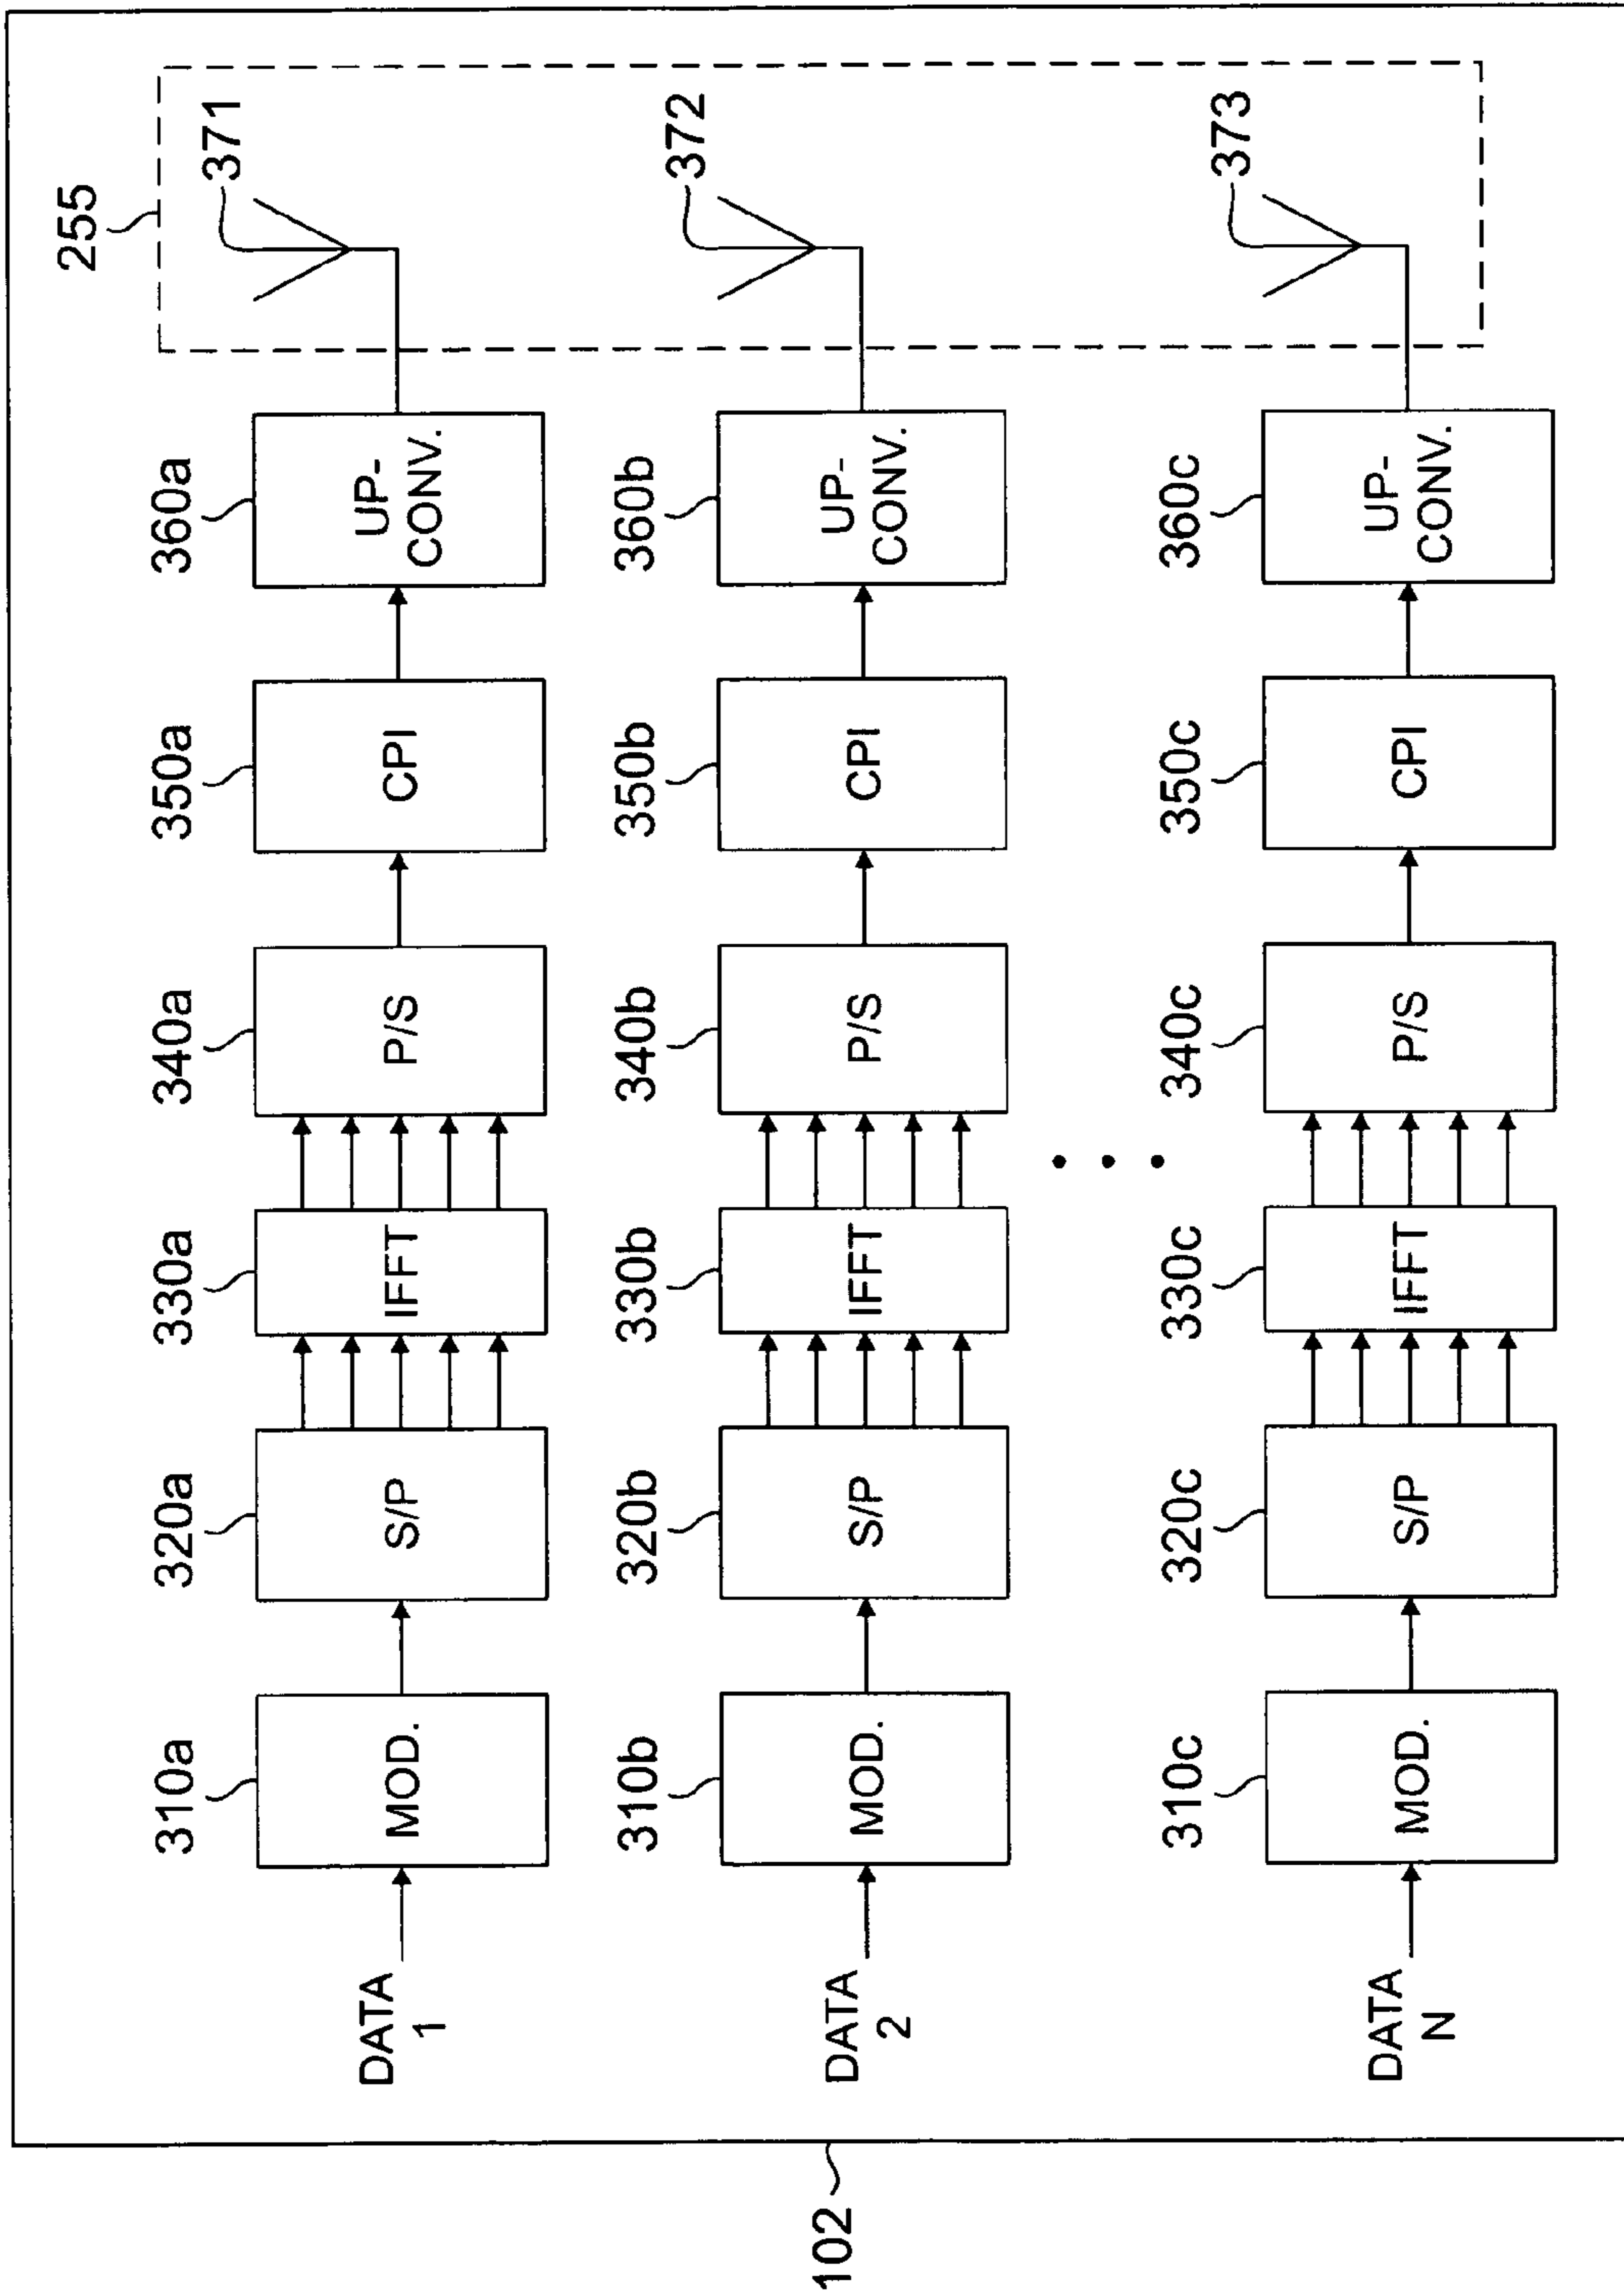 255
371
372
373
360a
UP-
CONV.
360b
UP-
CONV.
360c
UP-
CONV.
350a
CPI
350b
CPI
350c
CPI
340a
P/S
340b
P/S
340c
P/S
330a
IFFT
330b
IFFT
330c
IFFT
320a
S/P
320b
S/P
320c
S/P
310a
MOD.
310b
MOD.
310c
MOD.
DATA
1
DATA
2
DATA
N
102